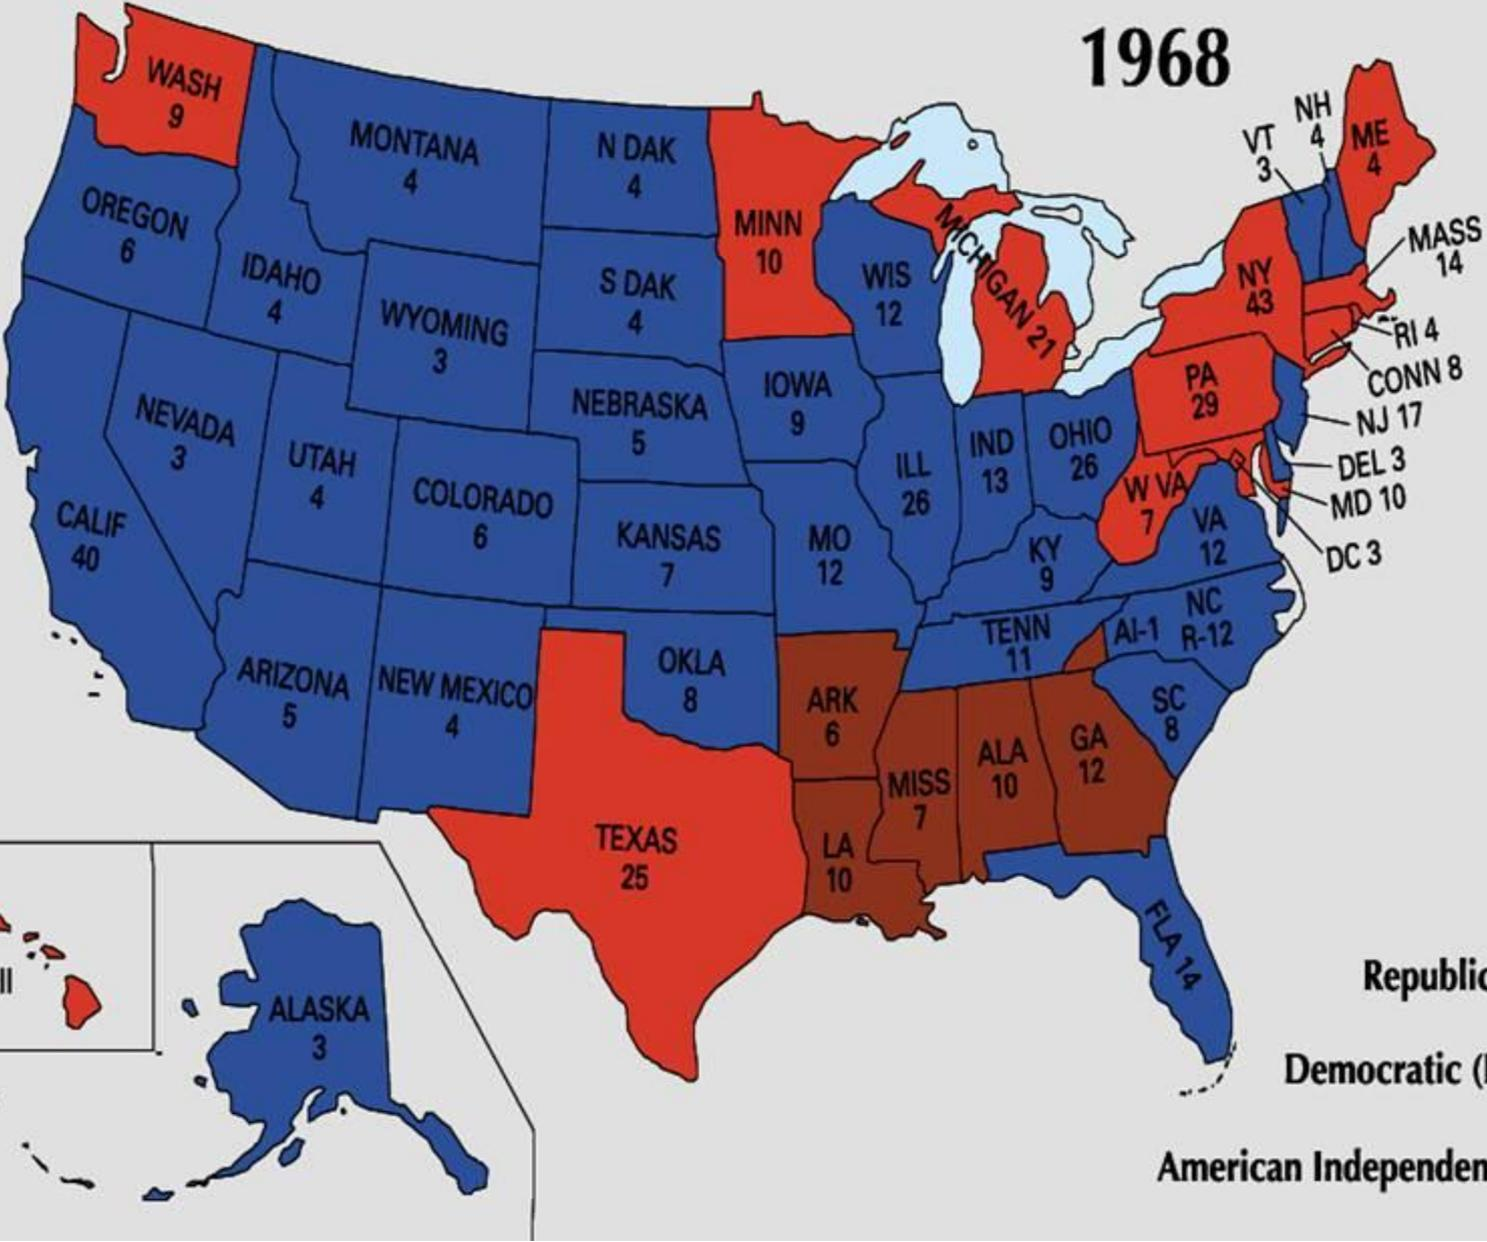 1968
WASH
9
MONTANA
4
N DAK
4
MINN
10
OREGON
6
IDAHO
4
WYOMING
3
S DAK
4
WIS
12
MICHIGAN 21
VT
3
NH
4
ME
4
NY
43
MASS
14
RI 4
CONN 8
NJ 17
DEL 3
MD 10
DC 3
PA
29
NEVADA
3
UTAH
4
COLORADO
6
NEBRASKA
5
IOWA
9
ILL
26
IND
13
OHIO
26
W VA
7
VA
12
CALIF
40
KANSAS
7
MO
12
KY
9
TENN
11
AI-1
NC
R-12
ARIZONA
5
NEW MEXICO
4
OKLA
8
ARK
6
SC
8
MISS
7
ALA
10
GA
12
TEXAS
25
LA
10
FLA 14
II
ALASKA
3
Republic
Democratic (
American Independen